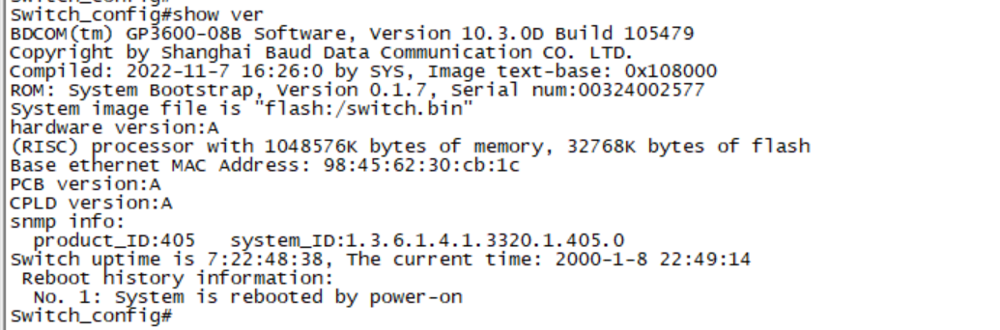 Switch_config#show ver
BDCOM(tm) GP3600-08B Software, Version 10.3.0D Build 105479
Copyright by Shanghai Baud Data Communication CO. LTD.
Compiled: 2022-11-7 16:26:0 by SYS, Image text-base: 0x108000
ROM: System Bootstrap, Version 0.1.7, Serial num:00324002577
System image file is "flash:/switch.bin"
hardware version:A
(RISC) processor with 1048576K bytes of memory, 32768K bytes of flash
Base ethernet MAC Address: 98:45:62:30:cb:1c
PCB version:A
CPLD version:A
snmp info:
  product_ID:405   system_ID:1.3.6.1.4.1.3320.1.405.0
Switch uptime is 7:22:48:38, The current time: 2000-1-8 22:49:14
 Reboot history information:
  No. 1: System is rebooted by power-on
Switch_config#